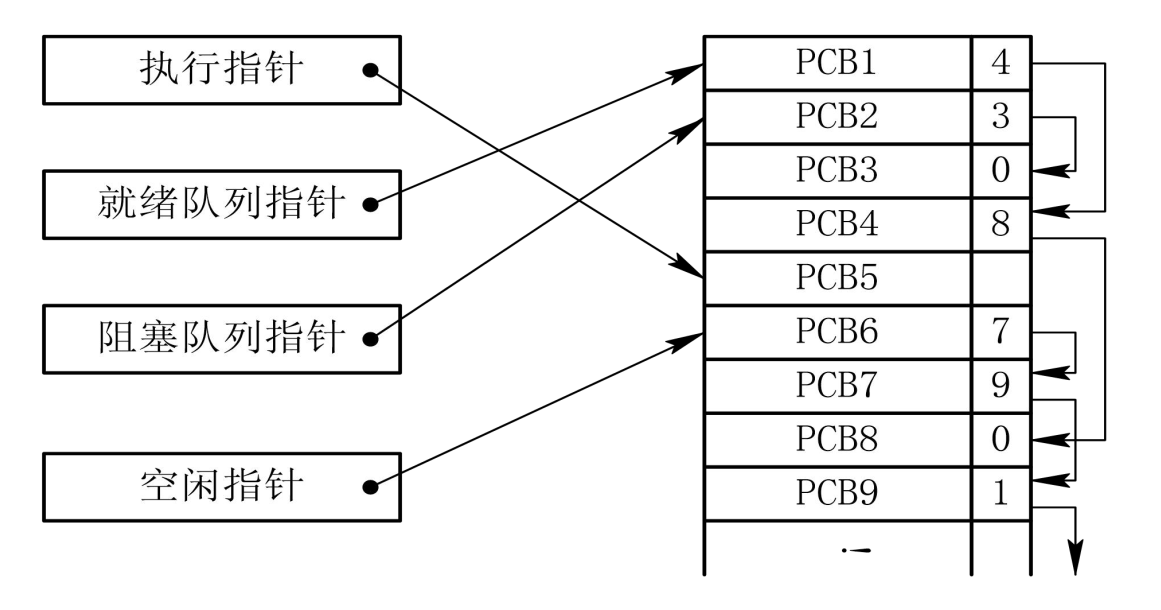 执行指针
就绪队列指针
阻塞队列指针
空闲指针
PCB1 4
PCB2 3
PCB3 0
PCB4 8
PCB5
PCB6 7
PCB7 9
PCB8 0
PCB9 1